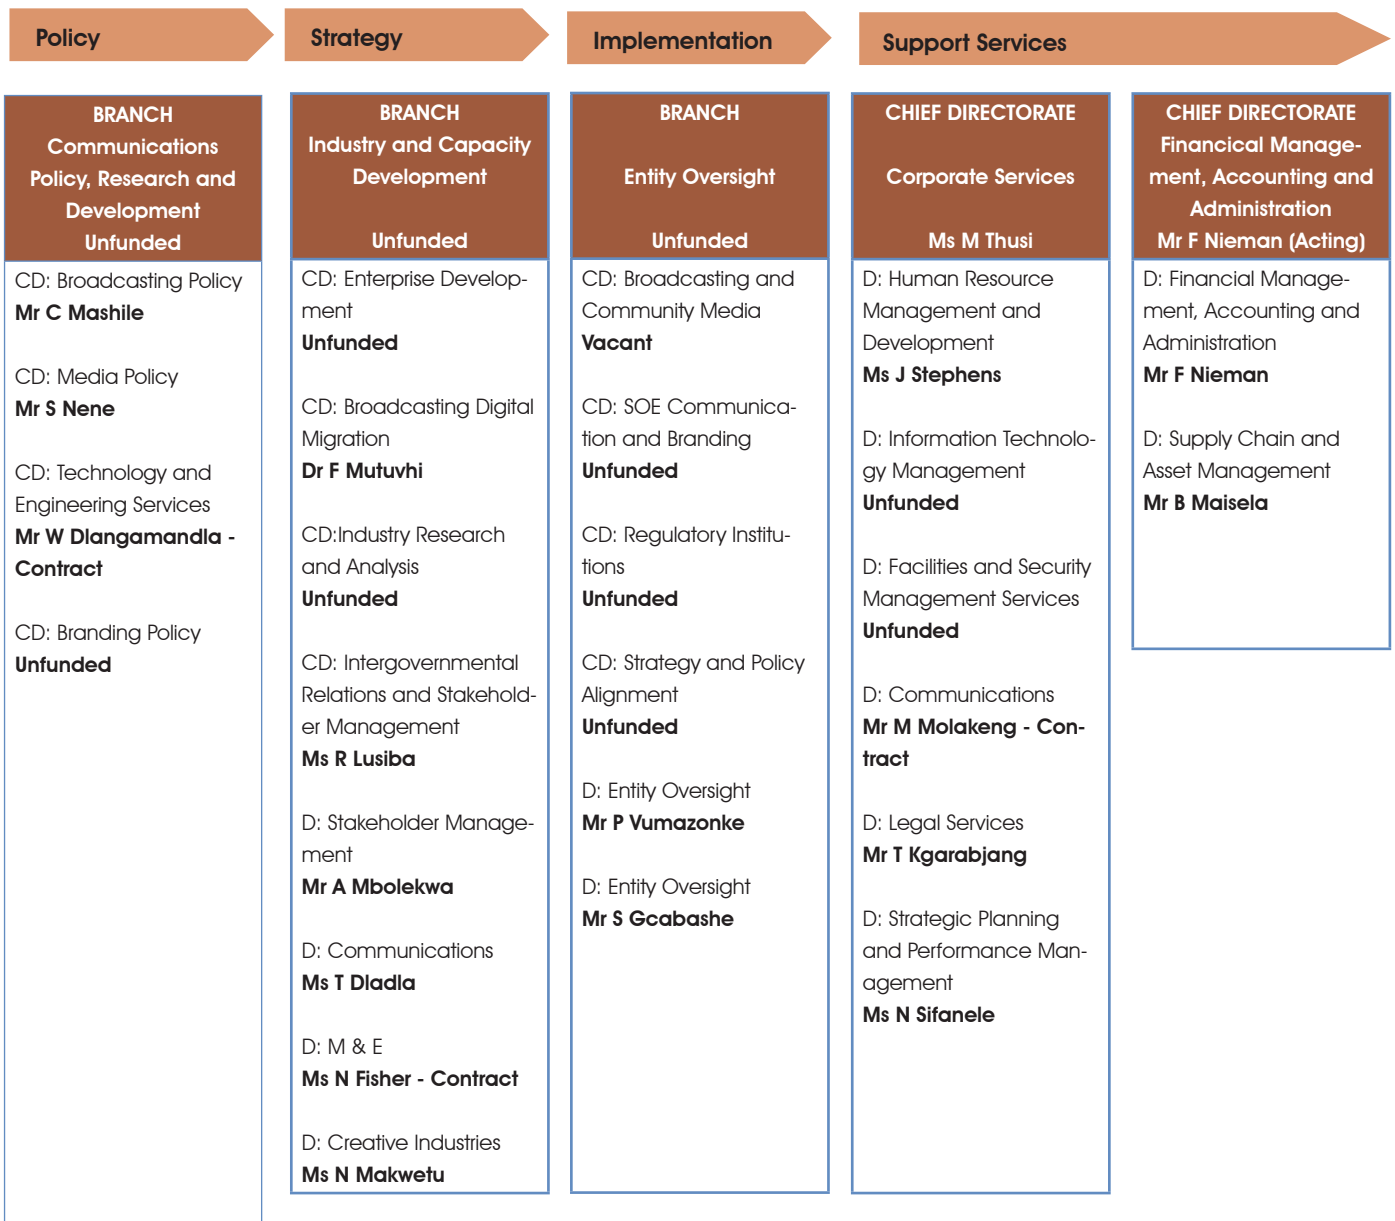 Policy
Strategy
Implementation
Support Services
BRANCH
Communications
Policy, Research and
Development
Unfunded
CD: Broadcasting Policy
Mr C Mashile
CD: Media Policy
Mr S Nene
CD: Technology and
Engineering Services
Mr W Dlangamandla -
Contract
CD: Branding Policy
Unfunded
BRANCH
Industry and Capacity
Development
Unfunded
CD: Enterprise Develop-
ment
Unfunded
CD: Broadcasting Digital
Migration
Dr F Mutuvhi
CD:Industry Research
and Analysis
Unfunded
CD: Intergovernmental
Relations and Stakehold-
er Management
Ms R Lusiba
D: Stakeholder Manage-
ment
Mr A Mbolekwa
D: Communications
Ms T Dladla
D: M & E
Ms N Fisher - Contract
D: Creative Industries
Ms N Makwetu
BRANCH
Entity Oversight
Unfunded
CD: Broadcasting and
Community Media
Vacant
CD: SOE Communica-
tion and Branding
Unfunded
CD: Regulatory Institu-
tions
Unfunded
CD: Strategy and Policy
Alignment
Unfunded
D: Entity Oversight
Mr P Vumazonke
D: Entity Oversight
Mr S Gcabashe
CHIEF DIRECTORATE
Corporate Services
Ms M Thusi
D: Human Resource
Management and
Development
Ms J Stephens
D: Information Technolo-
gy Management
Unfunded
D: Facilities and Security
Management Services
Unfunded
D: Communications
Mr M Molakeng - Con-
tract
D: Legal Services
Mr T Kgarabjang
D: Strategic Planning
and Performance Man-
agement
Ms N Sifanele
CHIEF DIRECTORATE
Financical Manage-
ment, Accounting and
Administration
Mr F Nieman (Acting)
D: Financial Manage-
ment, Accounting and
Administration
Mr F Nieman
D: Supply Chain and
Asset Management
Mr B Maisela